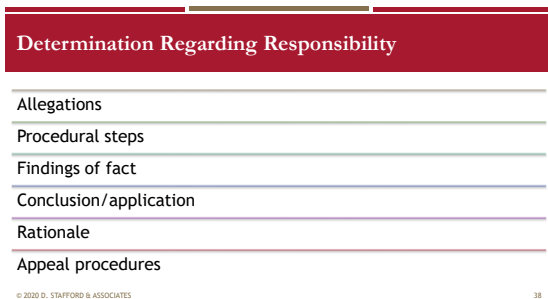 Determination Regarding Responsibility
Allegations
Procedural steps
Findings of fact
Conclusion/application
Rationale
Appeal procedures
© 2020 D. STAFFORD & ASSOCIATES
38